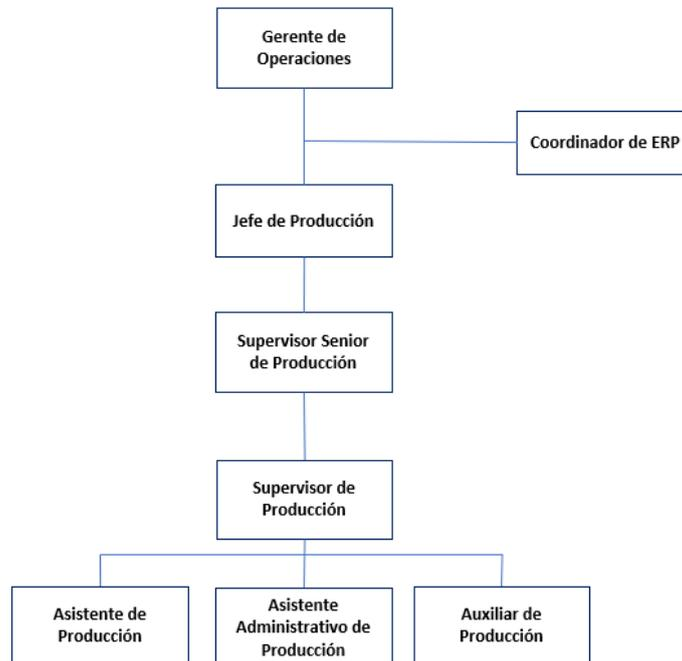 Gerente de
Operaciones
Coordinador de ERP
Jefe de Producción
Supervisor Senior
de Producción
Supervisor de
Producción
Asistente de
Producción
Asistente
Administrativo de
Producción
Auxiliar de
Producción